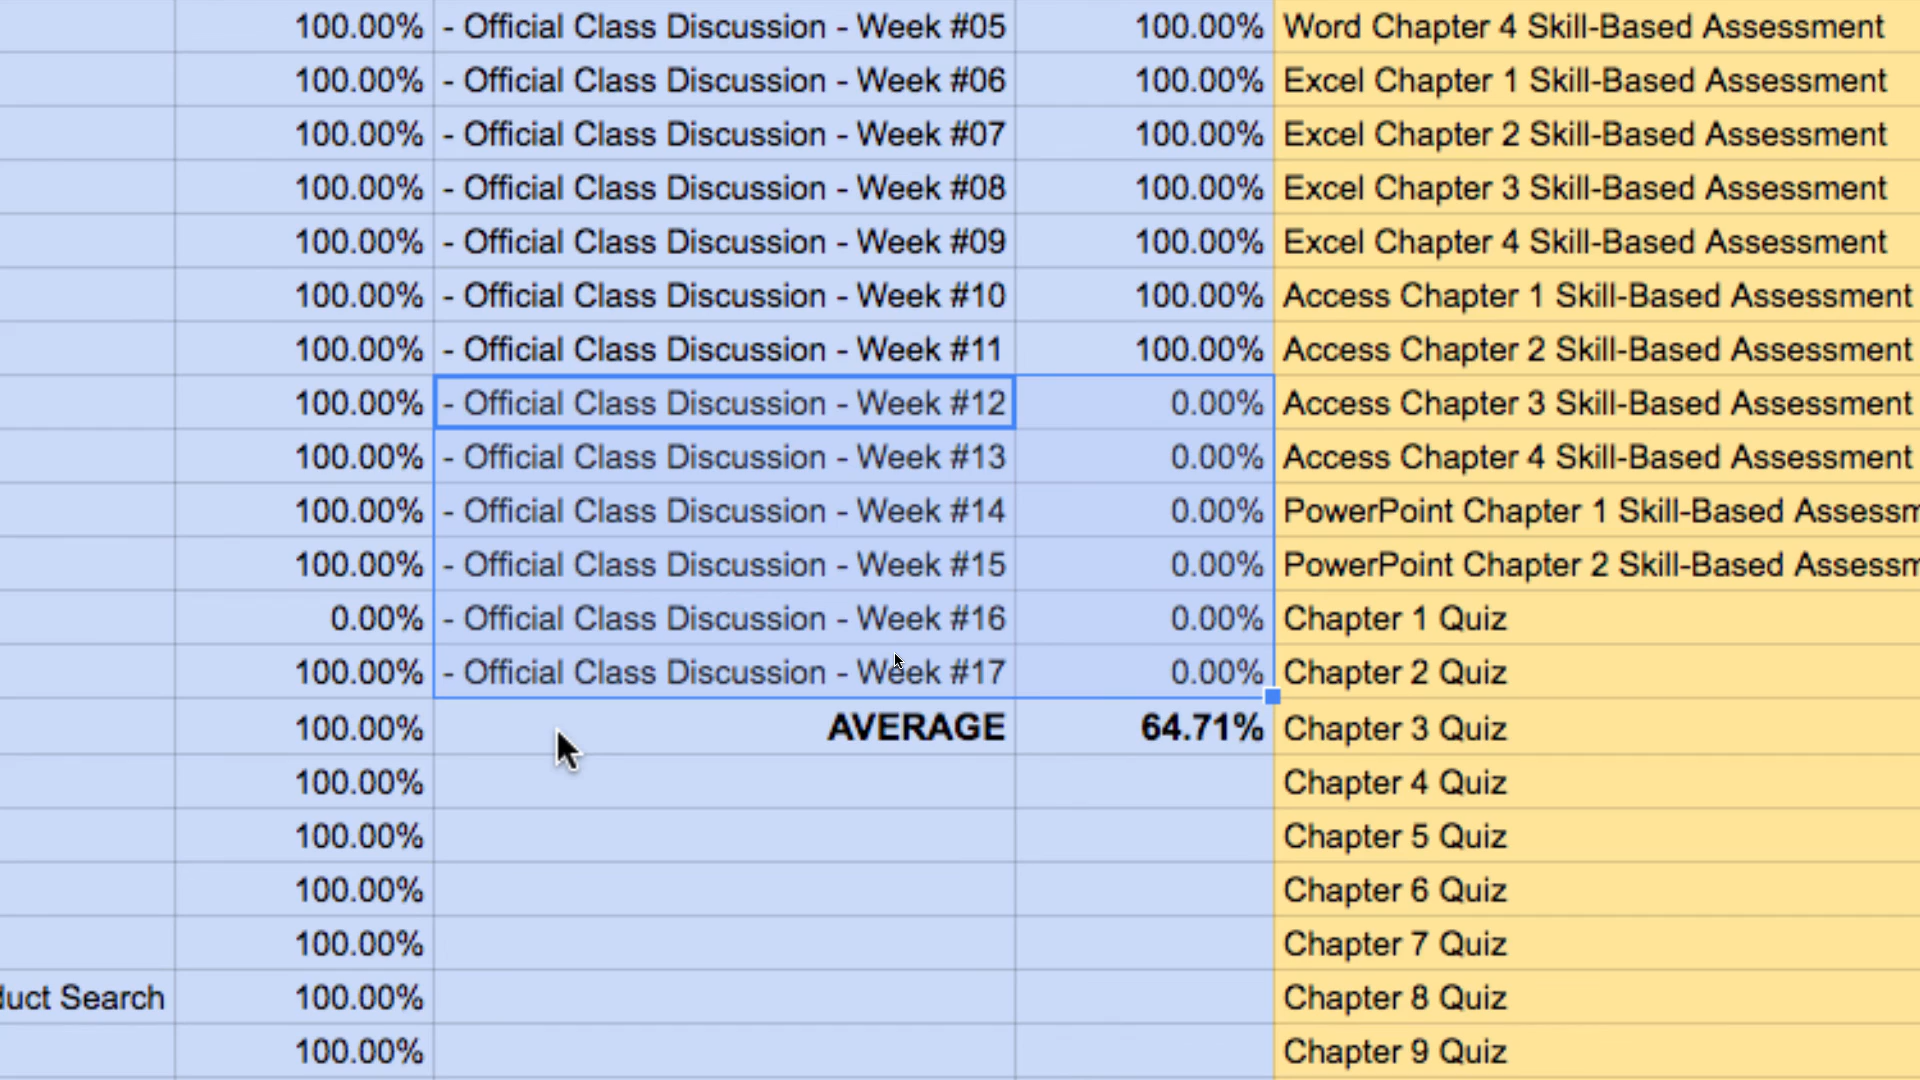 100.00% - Official Class Discussion - Week #05 100.00% Word Chapter 4 Skill-Based Assessment
100.00% - Official Class Discussion - Week #06 100.00% Excel Chapter 1 Skill-Based Assessment
100.00% - Official Class Discussion - Week #07 100.00% Excel Chapter 2 Skill-Based Assessment
100.00% - Official Class Discussion - Week #08 100.00% Excel Chapter 3 Skill-Based Assessment
100.00% - Official Class Discussion - Week #09 100.00% Excel Chapter 4 Skill-Based Assessment
100.00% - Official Class Discussion - Week #10 100.00% Access Chapter 1 Skill-Based Assessment
100.00% - Official Class Discussion - Week #11 100.00% Access Chapter 2 Skill-Based Assessment
100.00% - Official Class Discussion - Week #12 0.00% Access Chapter 3 Skill-Based Assessment
100.00% - Official Class Discussion - Week #13 0.00% Access Chapter 4 Skill-Based Assessment
100.00% - Official Class Discussion - Week #14 0.00% PowerPoint Chapter 1 Skill-Based Assessm
100.00% - Official Class Discussion - Week #15 0.00% PowerPoint Chapter 2 Skill-Based Assessm
0.00% - Official Class Discussion - Week #16 0.00% Chapter 1 Quiz
100.00% - Official Class Discussion - Week #17 0.00% Chapter 2 Quiz
100.00% AVERAGE 64.71% Chapter 3 Quiz
100.00% Chapter 4 Quiz
100.00% Chapter 5 Quiz
100.00% Chapter 6 Quiz
100.00% Chapter 7 Quiz
duct Search 100.00% Chapter 8 Quiz
100.00% Chapter 9 Quiz